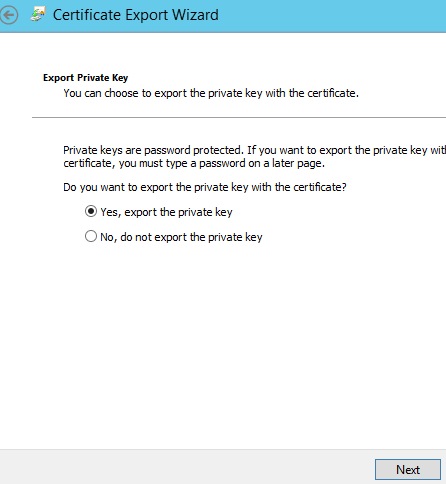 Certificate Export Wizard
Export Private Key
You can choose to export the private key with the certificate.
Private keys are password protected. If you want to export the private key wit
certificate, you must type a password on a later page.
Do you want to export the private key with the certificate?
Yes, export the private key
No, do not export the private key
Next